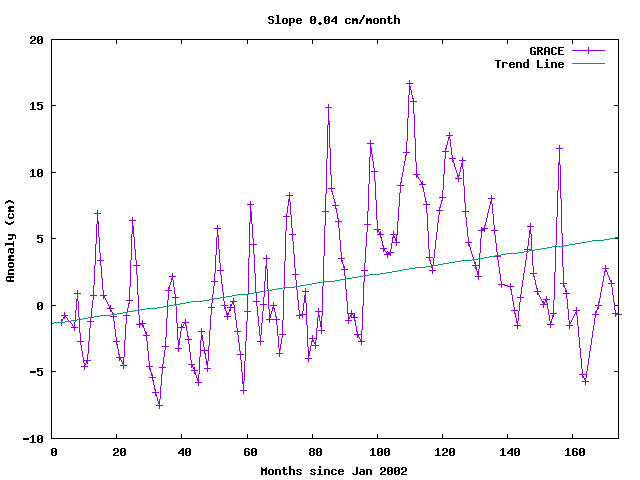 Slope 0.04 cm/month
GRACE
Trend Line
20
15
10
5
0
-5
-10
Anomaly (cm)
0 20 40 60 80 100 120 140 160
Months since Jan 2002